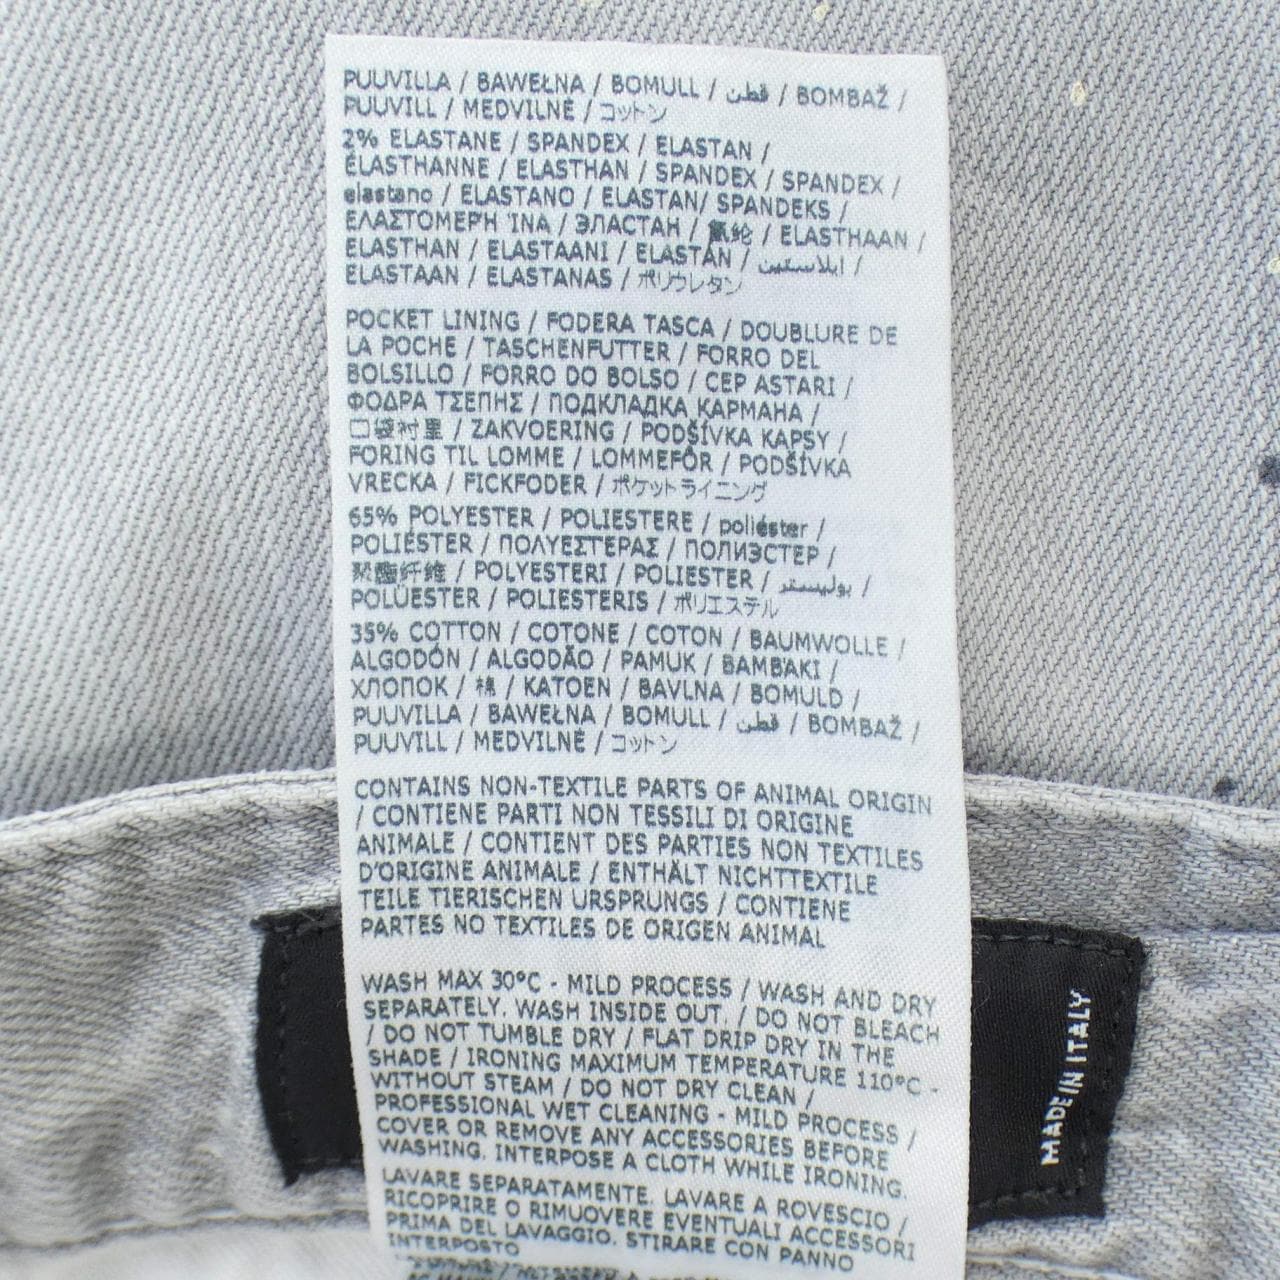 PUUVILLA / BAWEŁNA / BOMULL / قطن / BOMBAŽ /
PUUVILL / MEDVILNĖ / コットン
2% ELASTANE / SPANDEX / ELASTAN /
ÉLASTHANNE / ELASTHAN / SPANDEX / SPANDEX /
elastano / ELASTANO / ELASTAN/ SPANDEKS /
ΕΛΑΣΤΟΜΕΡΗ ΊΝΑ / ЭЛАСТАН / 氨纶 / ELASTHAAN /
ELASTHAN / ELASTAANI / ELASTAN / ايلاستين /
ELASTAAN / ELASTANAS / ポリウレタン
POCKET LINING / FODERA TASCA / DOUBLURE DE
LA POCHE / TASCHENFUTTER / FORRO DEL
BOLSILLO / FORRO DO BOLSO / CEP ASTARI /
ΦΟΔΡΑ ΤΣΕΠΗΣ / ПОДКЛАДКА КАРМАНА /
口袋衬里 / ZAKVOERING / PODŠÍVKA KAPSY /
FORING TIL LOMME / LOMMEFÔR / PODŠÍVKA
VRECKA / FICKFODER / ポケットライニング
65% POLYESTER / POLIESTERE / poliéster /
POLIÉSTER / ΠΟΛΥΕΣΤΕΡΑΣ / ПОЛИЭСТЕР /
聚酯纤维 / POLYESTERI / POLIESTER / بوليستر /
POLÜESTER / POLIESTERIS / ポリエステル
35% COTTON / COTONE / COTON / BAUMWOLLE /
ALGODÓN / ALGODÃO / PAMUK / ΒΑΜΒΆΚΙ /
ХЛОПОК / 棉 / KATOEN / BAVLNA / BOMULD /
PUUVILLA / BAWEŁNA / BOMULL / قطن / BOMBAŽ /
PUUVILL / MEDVILNĖ / コットン
CONTAINS NON-TEXTILE PARTS OF ANIMAL ORIGIN
/ CONTIENE PARTI NON TESSILI DI ORIGINE
ANIMALE / CONTIENT DES PARTIES NON TEXTILES
D'ORIGINE ANIMALE / ENTHÄLT NICHTTEXTILE
TEILE TIERISCHEN URSPRUNGS / CONTIENE
PARTES NO TEXTILES DE ORIGEN ANIMAL
WASH MAX 30°C - MILD PROCESS / WASH AND DRY
SEPARATELY. WASH INSIDE OUT. / DO NOT BLEACH
/ DO NOT TUMBLE DRY / FLAT DRIP DRY IN THE
SHADE / IRONING MAXIMUM TEMPERATURE 110°C -
WITHOUT STEAM / DO NOT DRY CLEAN /
PROFESSIONAL WET CLEANING - MILD PROCESS /
COVER OR REMOVE ANY ACCESSORIES BEFORE
WASHING. INTERPOSE A CLOTH WHILE IRONING.
LAVARE SEPARATAMENTE. LAVARE A ROVESCIO /
RICOPRIRE O RIMUOVERE EVENTUALI ACCESSORI
PRIMA DEL LAVAGGIO. STIRARE CON PANNO
INTERPOSTO
MADE IN ITALY